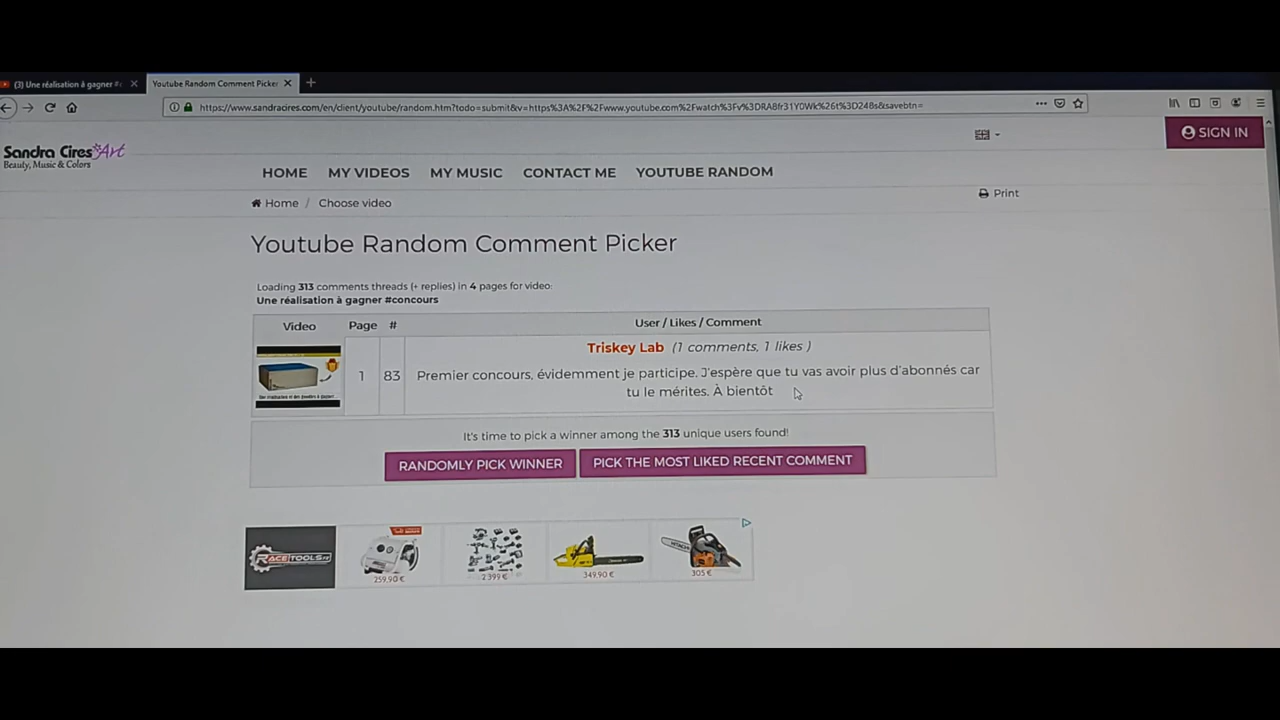 (3) Une réalisation à gagner #c
Youtube Random Comment Picker
https://www.sandracires.com/en/client/youtube/random.htm?todo=submit&v=https%3A%2F%2Fwww.youtube.com%2Fwatch%3Fv%3DRA8fr31Y0Wk%26t%3D248s&savebtn=
SIGN IN
Sandra Cires Art
Beauty, Music & Colors
HOME MY VIDEOS MY MUSIC CONTACT ME YOUTUBE RANDOM
Print
Home / Choose video
Youtube Random Comment Picker
Loading 313 comments threads (+ replies) in 4 pages for video:
Une réalisation à gagner #concours
Video Page # User / Likes / Comment
Triskey Lab (1 comments, 1 likes )
1 83 Premier concours, évidemment je participe. J'espère que tu vas avoir plus d'abonnés car
tu le mérites. À bientôt
It's time to pick a winner among the 313 unique users found!
RANDOMLY PICK WINNER PICK THE MOST LIKED RECENT COMMENT
RACETOOLS.fr
HITACHI
259,90 € 2 399 € 349,90 € 305 €